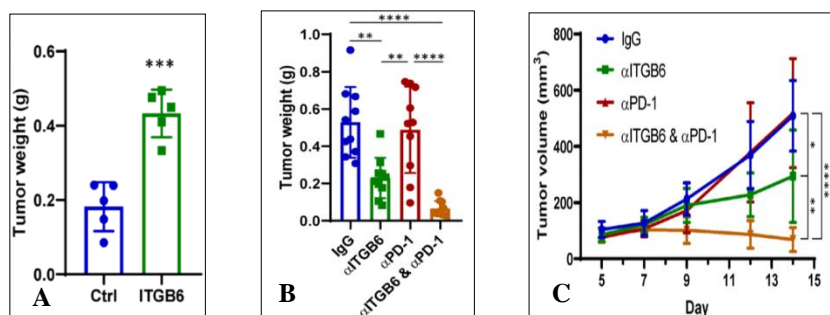 Tumor weight (g)
0.6
0.4
0.2
0.0
***
Ctrl
ITGB6
A
Tumor weight (g)
1.0
0.8
0.6
0.4
0.2
0.0
****
**
**
****
IgG
αITGB6
αPD-1
αITGB6 & αPD-1
B
Tumor volume (mm³)
800
600
400
200
0
IgG
αITGB6
αPD-1
αITGB6 & αPD-1
*
**
****
5
7
9
11
13
15
Day
C